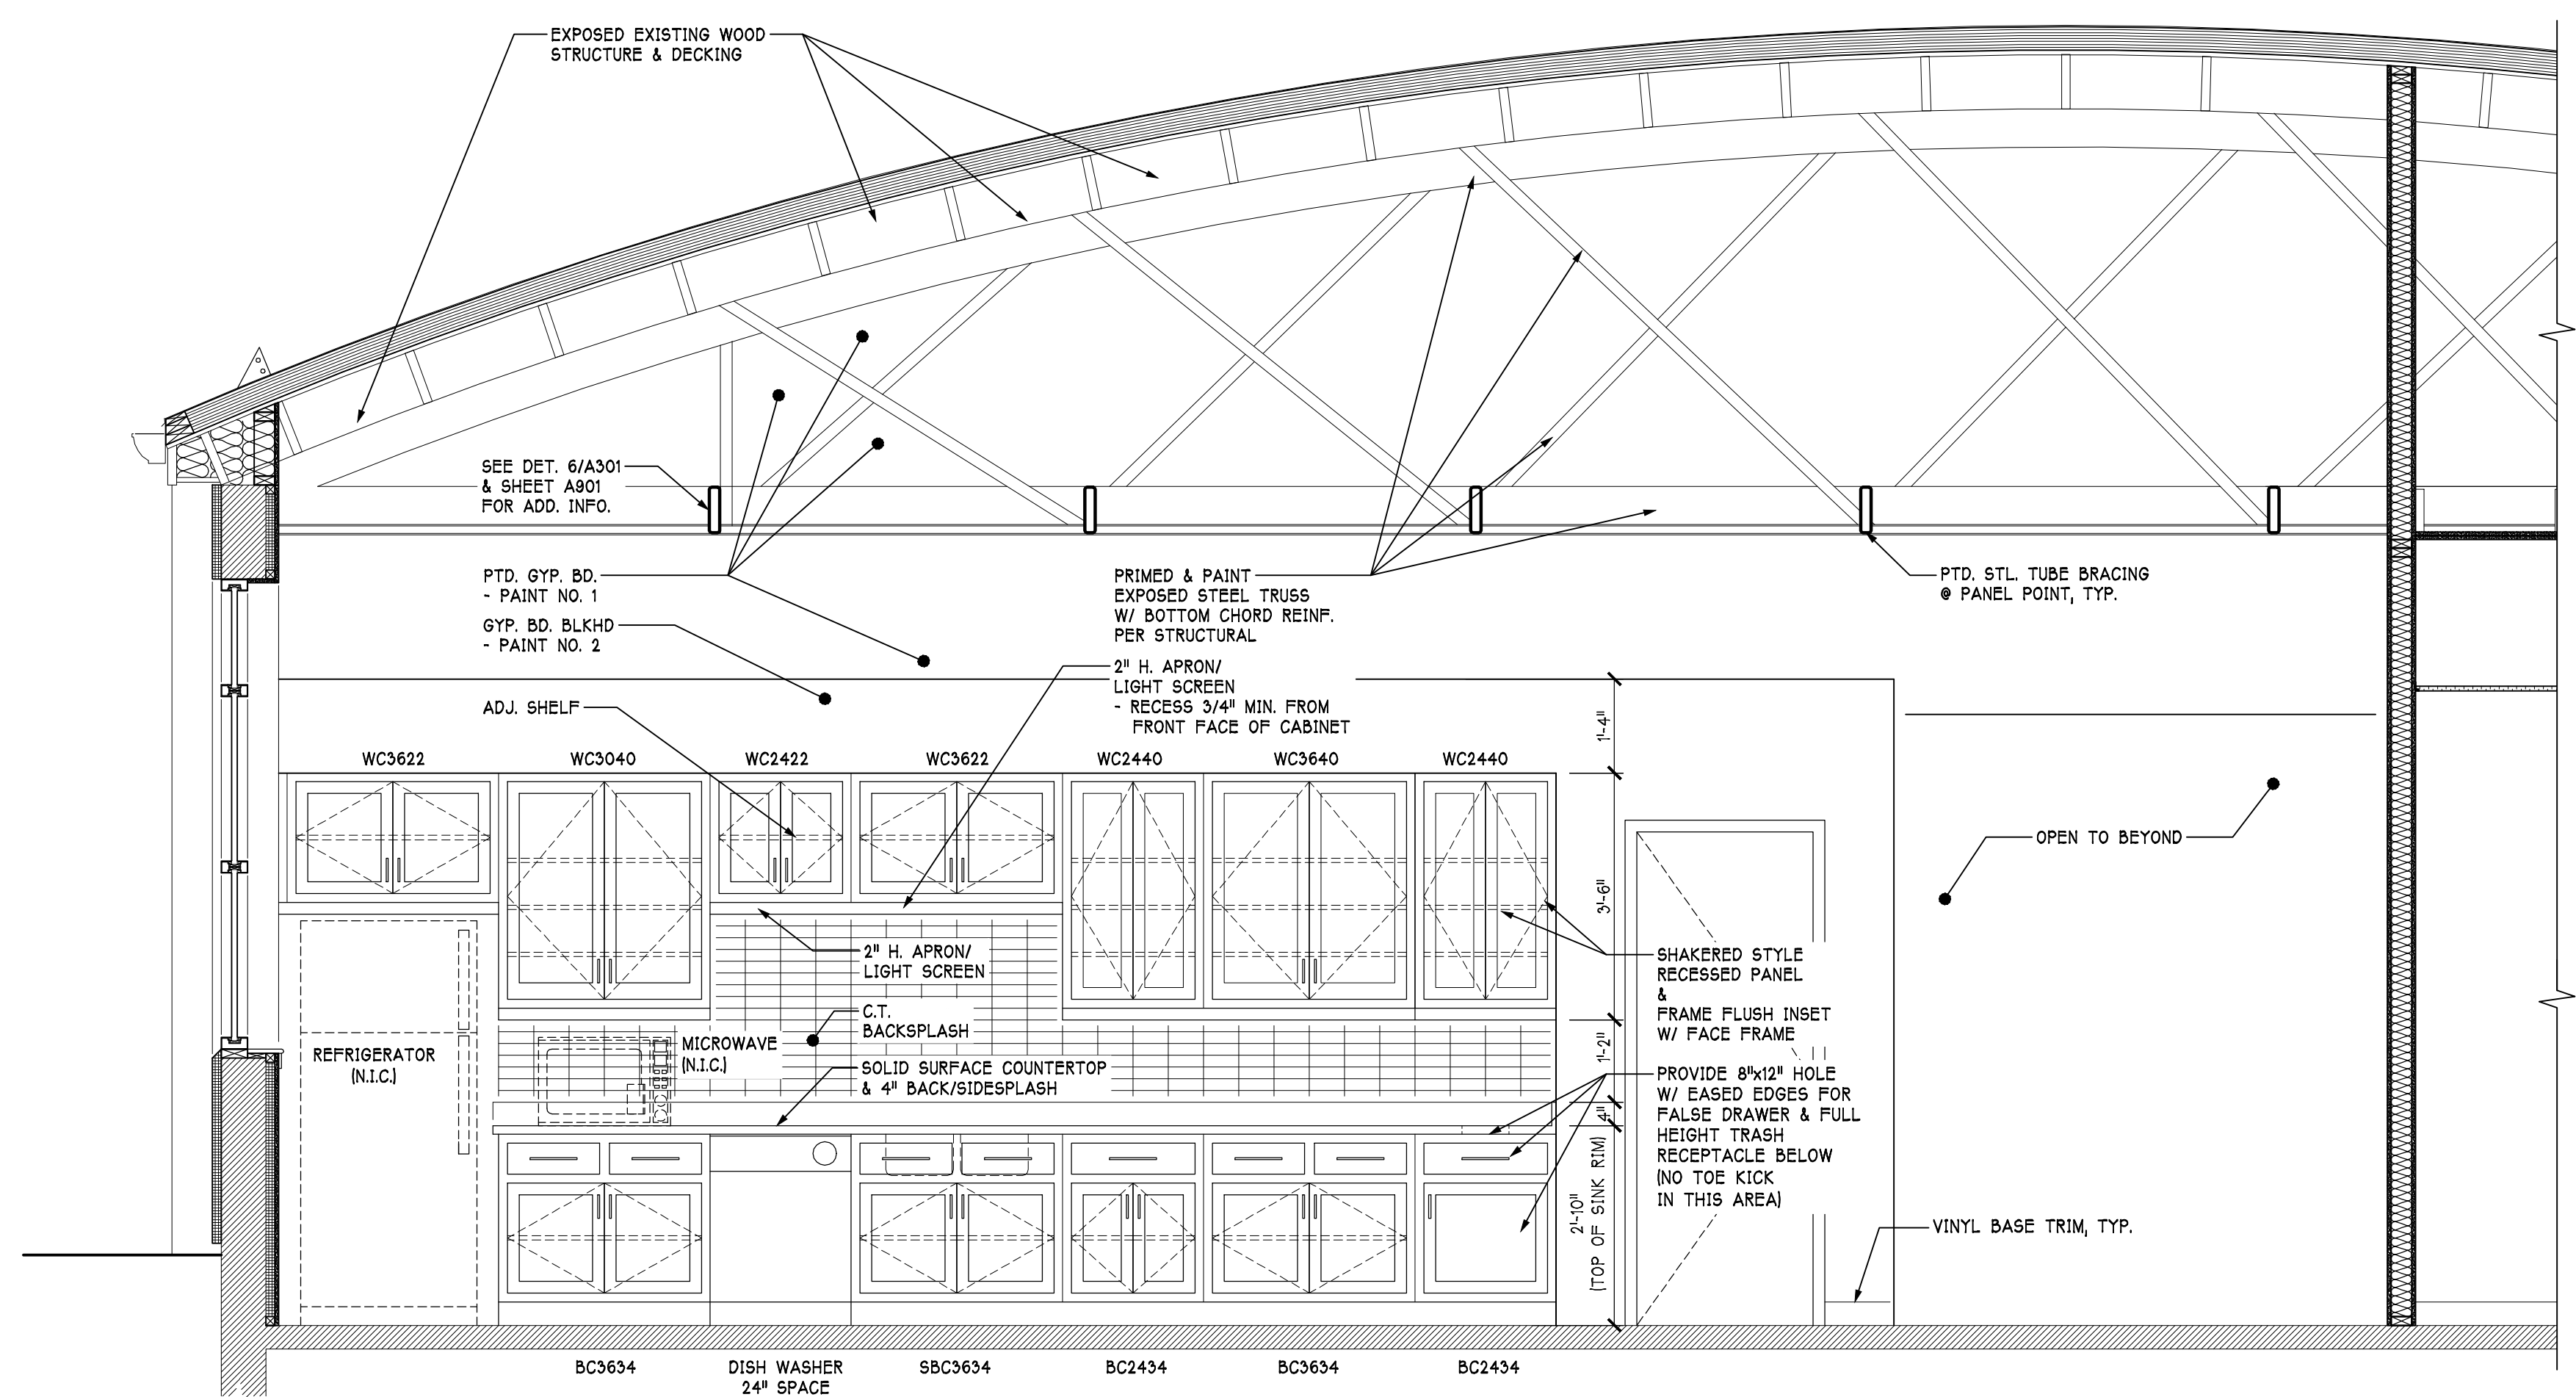 EXPOSED EXISTING WOOD
STRUCTURE & DECKING
SEE DET. 6/A301
& SHEET A901
FOR ADD. INFO.
PTD. GYP. BD.
- PAINT NO. 1
GYP. BD. BLKHD
- PAINT NO. 2
ADJ. SHELF
PRIMED & PAINT
EXPOSED STEEL TRUSS
W/ BOTTOM CHORD REINF.
PER STRUCTURAL
2" H. APRON/
LIGHT SCREEN
- RECESS 3/4" MIN. FROM
FRONT FACE OF CABINET
PTD. STL. TUBE BRACING
@ PANEL POINT, TYP.
1'-4"
WC3622
WC3040
WC2422
WC3622
WC2440
WC3640
WC2440
OPEN TO BEYOND
3'-6"
2" H. APRON/
LIGHT SCREEN
SHAKERED STYLE
RECESSED PANEL
&
FRAME FLUSH INSET
W/ FACE FRAME
C.T.
BACKSPLASH
REFRIGERATOR
(N.I.C.)
MICROWAVE
(N.I.C.)
1'-2"
SOLID SURFACE COUNTERTOP
& 4" BACK/SIDESPLASH
4"
PROVIDE 8"x12" HOLE
W/ EASED EDGES FOR
FALSE DRAWER & FULL
HEIGHT TRASH
RECEPTACLE BELOW
(NO TOE KICK
IN THIS AREA)
2'-10"
(TOP OF SINK RIM)
VINYL BASE TRIM, TYP.
BC3634
DISH WASHER
24" SPACE
SBC3634
BC2434
BC3634
BC2434